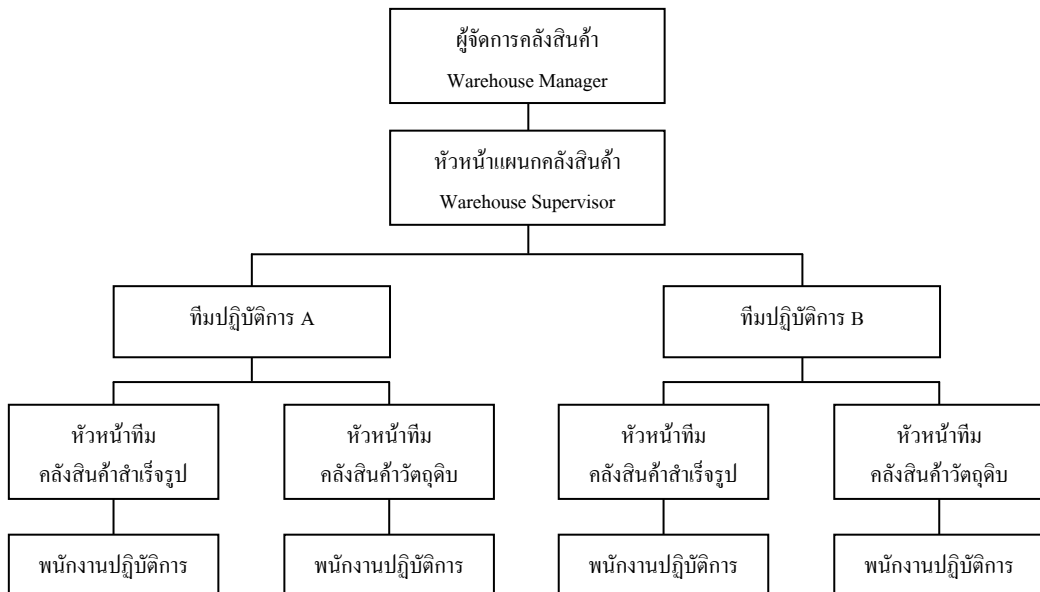 ผู้จัดการคลังสินค้า
Warehouse Manager
หัวหน้าแผนกคลังสินค้า
Warehouse Supervisor
ทีมปฏิบัติการ A
ทีมปฏิบัติการ B
หัวหน้าทีม
คลังสินค้าสำเร็จรูป
หัวหน้าทีม
คลังสินค้าวัตถุดิบ
หัวหน้าทีม
คลังสินค้าสำเร็จรูป
หัวหน้าทีม
คลังสินค้าวัตถุดิบ
พนักงานปฏิบัติการ
พนักงานปฏิบัติการ
พนักงานปฏิบัติการ
พนักงานปฏิบัติการ